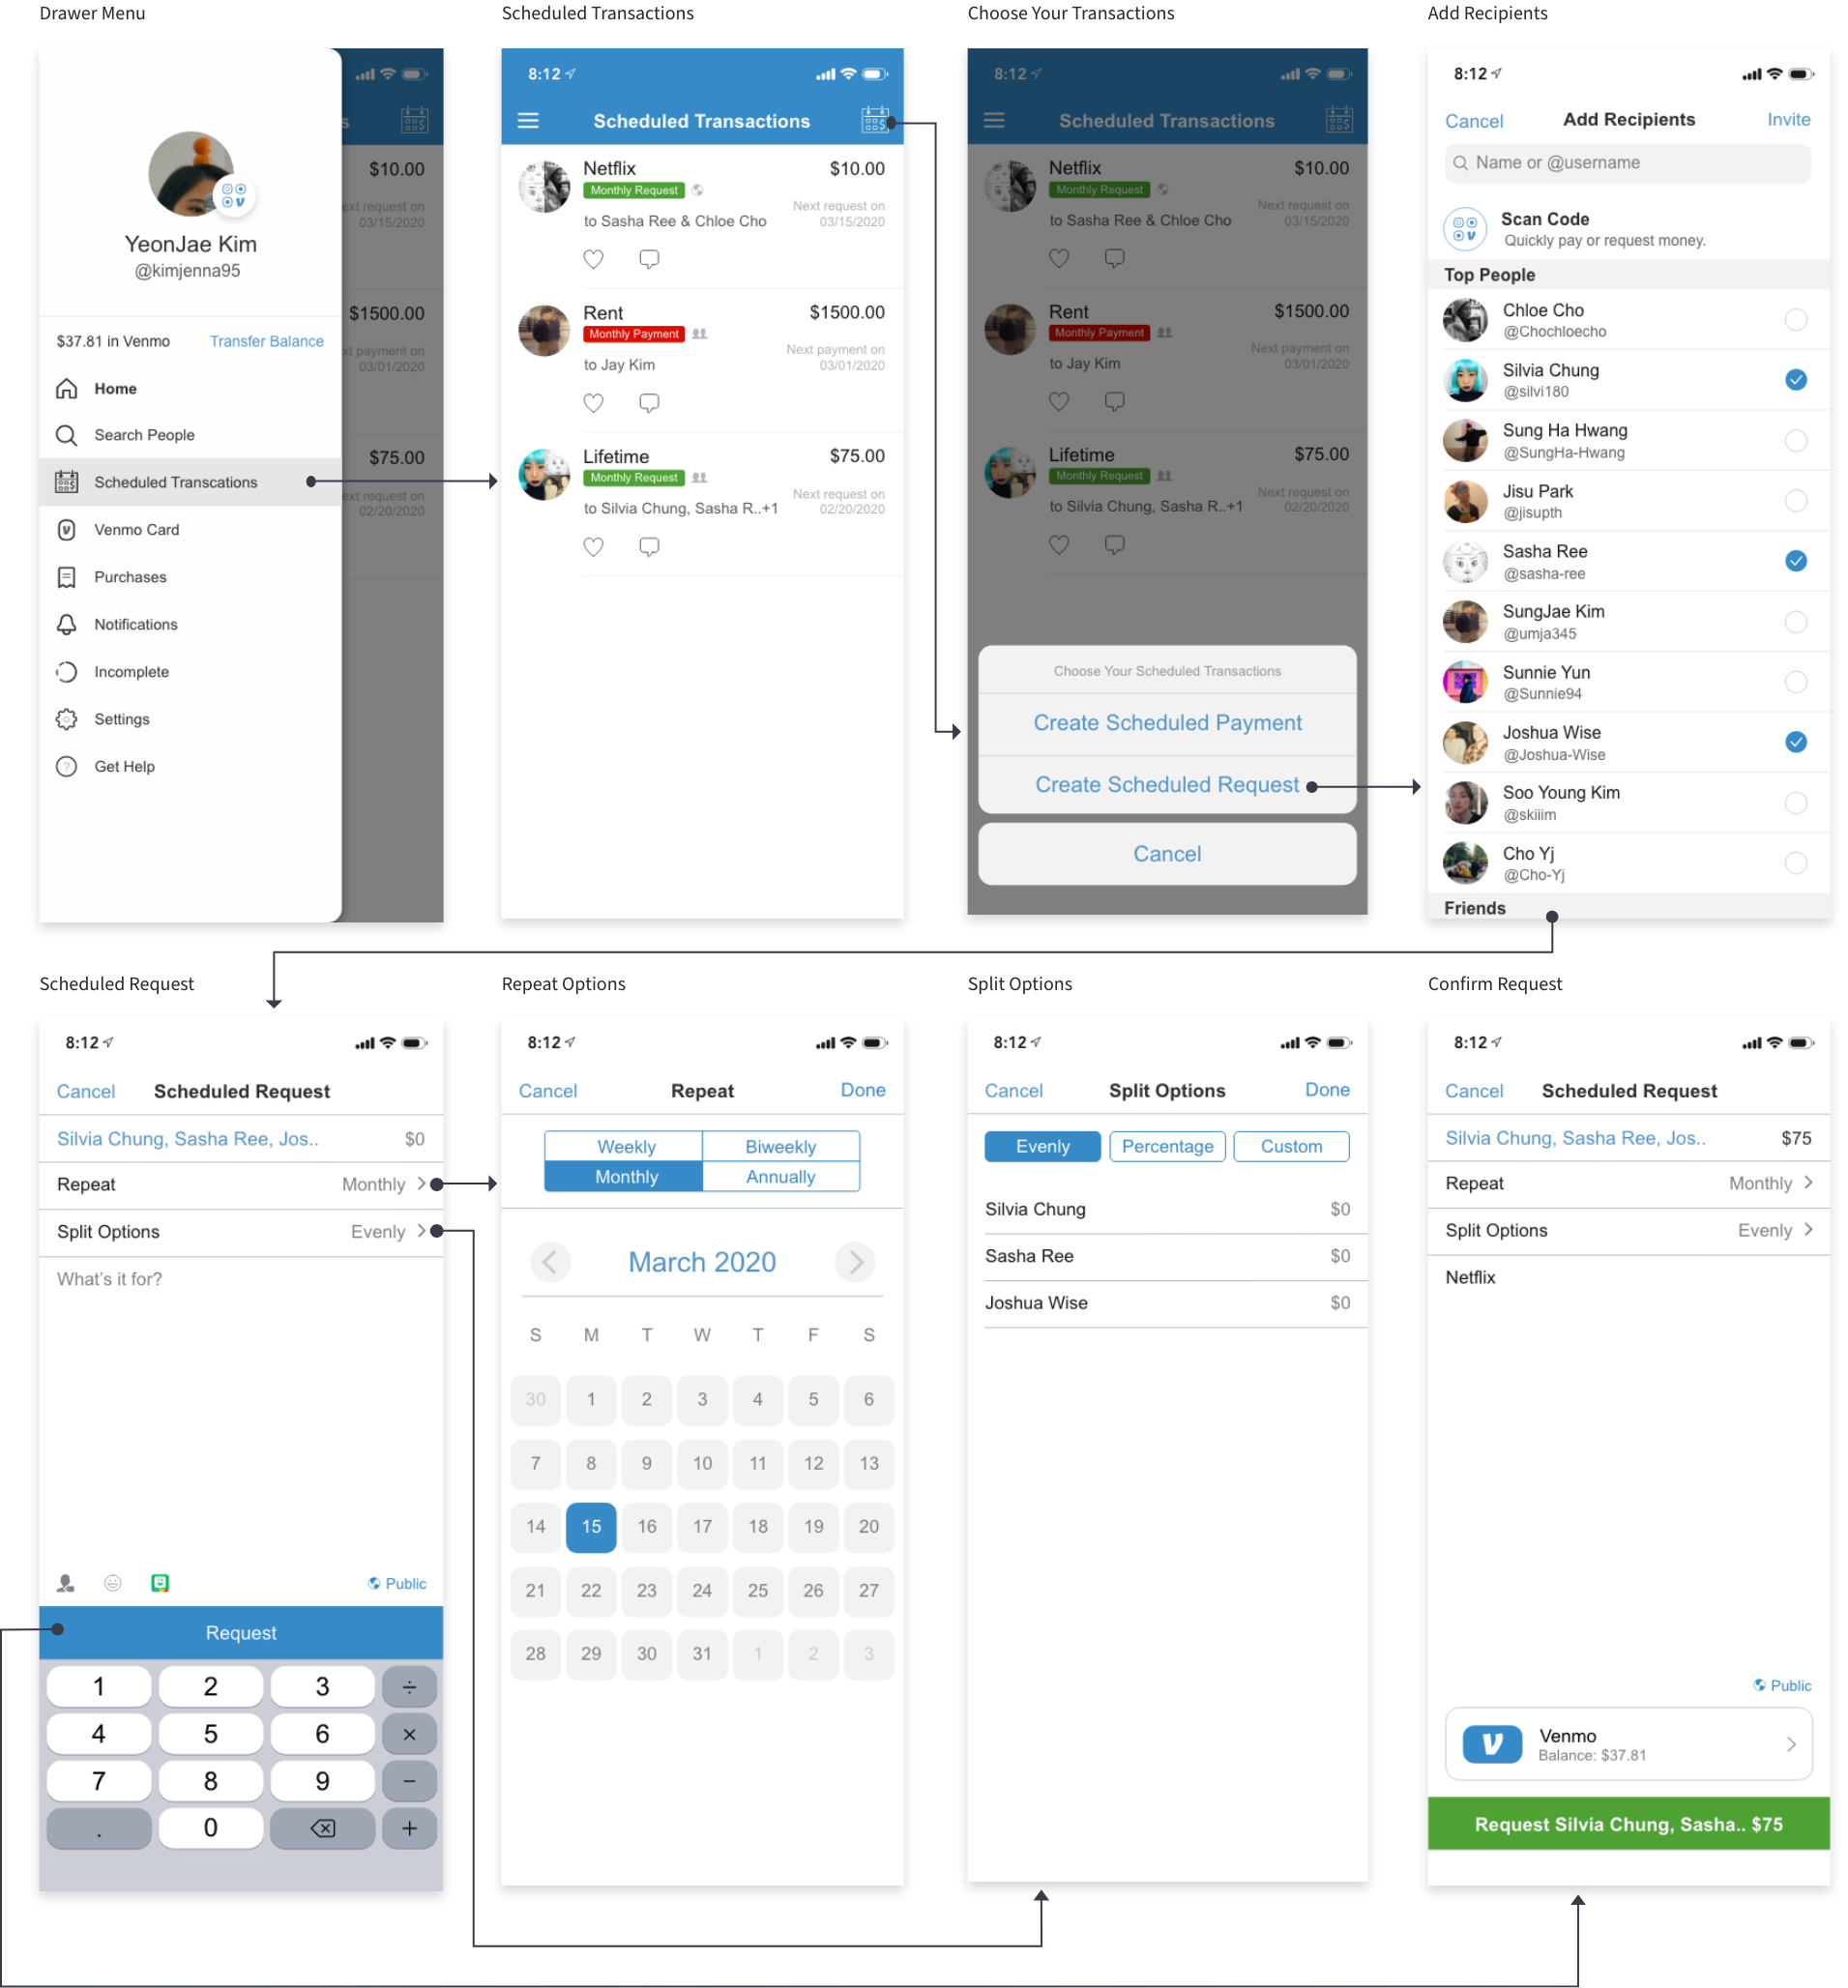 Drawer Menu
YeonJae Kim
@kimjenna95
$37.81 in Venmo Transfer Balance
Home
Search People
Scheduled Transcations
Venmo Card
Purchases
Notifications
Incomplete
Settings
Get Help
s
$10.00
ext request on
03/15/2020
$1500.00
xt payment on
03/01/2020
$75.00
ext request on
02/20/2020
Scheduled Transactions
8:12
Scheduled Transactions
Netflix $10.00
Monthly Request
Next request on
to Sasha Ree & Chloe Cho 03/15/2020
Rent $1500.00
Monthly Payment
Next payment on
to Jay Kim 03/01/2020
Lifetime $75.00
Monthly Request
Next request on
to Silvia Chung, Sasha R..+1 02/20/2020
Choose Your Transactions
8:12
Scheduled Transactions
Netflix $10.00
Monthly Request
Next request on
to Sasha Ree & Chloe Cho 03/15/2020
Rent $1500.00
Monthly Payment
Next payment on
to Jay Kim 03/01/2020
Lifetime $75.00
Monthly Request
Next request on
to Silvia Chung, Sasha R..+1 02/20/2020
Choose Your Scheduled Transactions
Create Scheduled Payment
Create Scheduled Request
Cancel
Add Recipients
8:12
Cancel Add Recipients Invite
Name or @username
Scan Code
Quickly pay or request money.
Top People
Chloe Cho
@Chochloecho
Silvia Chung
@silvi180
Sung Ha Hwang
@SungHa-Hwang
Jisu Park
@jisupth
Sasha Ree
@sasha-ree
SungJae Kim
@umja345
Sunnie Yun
@Sunnie94
Joshua Wise
@Joshua-Wise
Soo Young Kim
@skiiim
Cho Yj
@Cho-Yj
Friends
Scheduled Request
8:12
Cancel Scheduled Request
Silvia Chung, Sasha Ree, Jos.. $0
Repeat Monthly
Split Options Evenly
What's it for?
Public
Request
1 2 3 ÷
4 5 6 ×
7 8 9 −
. 0 +
Repeat Options
8:12
Cancel Repeat Done
Weekly Biweekly
Monthly Annually
March 2020
S M T W T F S
30 1 2 3 4 5 6
7 8 9 10 11 12 13
14 15 16 17 18 19 20
21 22 23 24 25 26 27
28 29 30 31 1 2 3
Split Options
8:12
Cancel Split Options Done
Evenly Percentage Custom
Silvia Chung $0
Sasha Ree $0
Joshua Wise $0
Confirm Request
8:12
Cancel Scheduled Request
Silvia Chung, Sasha Ree, Jos.. $75
Repeat Monthly
Split Options Evenly
Netflix
Public
Venmo
Balance: $37.81
Request Silvia Chung, Sasha.. $75